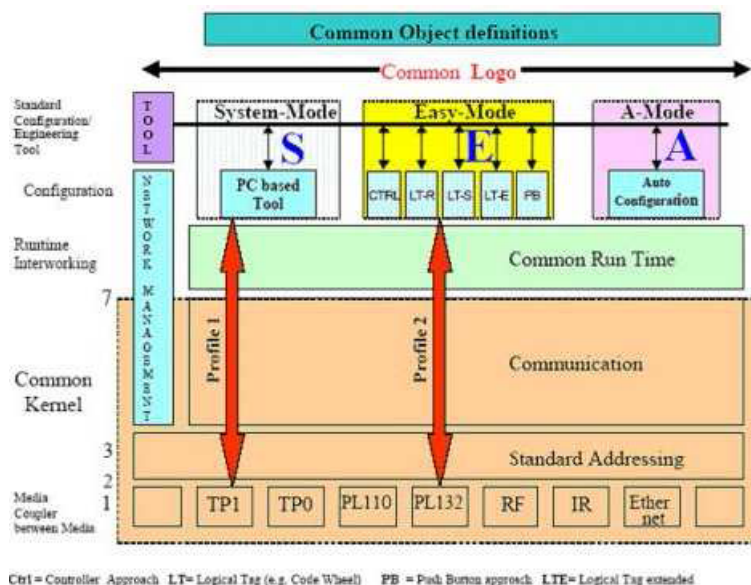 Common Object definitions
Common Logo
Standard
Configuration/
Engineering
Tool
TOOL
System-Mode
Easy-Mode
A-Mode
S
E
A
Configuration
PC based
Tool
CTRL
LT-R
LT-S
LT-E
PB
Auto
Configuration
NETWORK MANAGEMENT
Runtime
Interworking
Common Run Time
7
Profile 1
Profile 2
Communication
Common
Kernel
3
Standard Addressing
2
1
Media
Coupler
between Media
TP1
TP0
PL110
PL132
RF
IR
Ether
net
Ctrl = Controller Approach LT= Logical Tag (e.g. Code Wheel) PB = Push Button approach LTE= Logical Tag extended